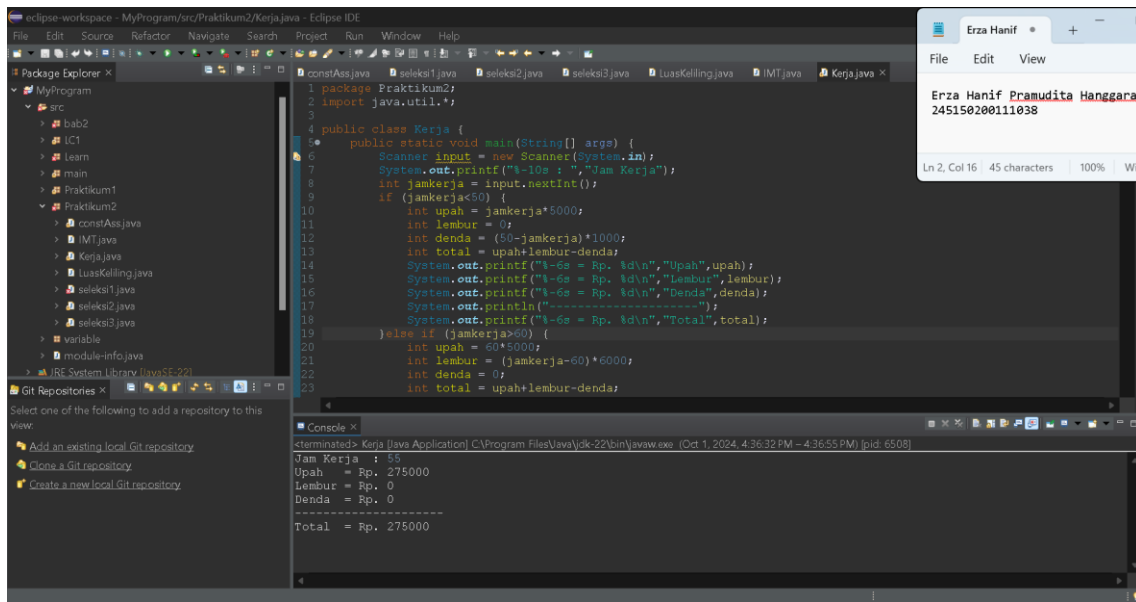 eclipse-workspace - MyProgram/src/Praktikum2/Kerja.java - Eclipse IDE
File Edit Source Refactor Navigate Search Project Run Window Help
Package Explorer ×
MyProgram
src
bab2
LC1
Learn
main
Praktikum1
Praktikum2
constAss.java
IMT.java
Kerja.java
LuasKeliling.java
seleksi1.java
seleksi2.java
seleksi3.java
variable
module-info.java
JRE System Library [JavaSE-22]
Git Repositories ×
Select one of the following to add a repository to this
view:
Add an existing local Git repository
Clone a Git repository
Create a new local Git repository
constAss.java seleksi1.java seleksi2.java seleksi3.java LuasKeliling.java IMT.java Kerja.java ×
1 package Praktikum2;
2 import java.util.*;
3
4 public class Kerja {
5 public static void main(String[] args) {
6 Scanner input = new Scanner(System.in);
7 System.out.printf("%-10s : ","Jam Kerja");
8 int jamkerja = input.nextInt();
9 if (jamkerja<50) {
10 int upah = jamkerja*5000;
11 int lembur = 0;
12 int denda = (50-jamkerja)*1000;
13 int total = upah+lembur-denda;
14 System.out.printf("%-6s = Rp. %d\n","Upah",upah);
15 System.out.printf("%-6s = Rp. %d\n","Lembur",lembur);
16 System.out.printf("%-6s = Rp. %d\n","Denda",denda);
17 System.out.println("---------------------");
18 System.out.printf("%-6s = Rp. %d\n","Total",total);
19 }else if (jamkerja>60) {
20 int upah = 60*5000;
21 int lembur = (jamkerja-60)*6000;
22 int denda = 0;
23 int total = upah+lembur-denda;
Console ×
<terminated> Kerja [Java Application] C:\Program Files\Java\jdk-22\bin\javaw.exe (Oct 1, 2024, 4:36:32 PM – 4:36:55 PM) [pid: 6508]
Jam Kerja : 55
Upah = Rp. 275000
Lembur = Rp. 0
Denda = Rp. 0
---------------------
Total = Rp. 275000
Erza Hanif
File Edit View
Erza Hanif Pramudita Hanggara
245150200111038
Ln 2, Col 16 45 characters 100% Wi